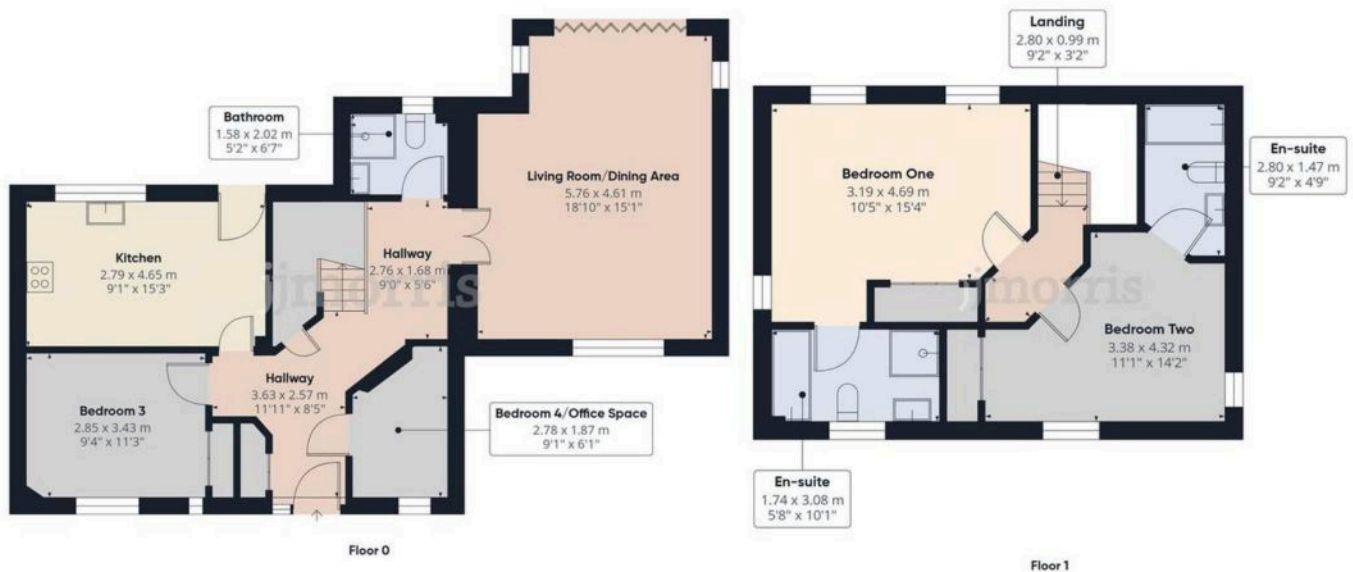 Landing
2.80 x 0.99 m
9'2" x 3'2"
Bathroom
1.58 x 2.02 m
5'2" x 6'7"
Living Room/Dining Area
5.76 x 4.61 m
18'10" x 15'1"
Bedroom One
3.19 x 4.69 m
10'5" x 15'4"
En-suite
2.80 x 1.47 m
9'2" x 4'9"
Kitchen
2.79 x 4.65 m
9'1" x 15'3"
Hallway
2.76 x 1.68 m
9'0" x 5'6"
jjmorris
jjmorris
Bedroom Two
3.38 x 4.32 m
11'1" x 14'2"
Hallway
3.63 x 2.57 m
11'11" x 8'5"
Bedroom 3
2.85 x 3.43 m
9'4" x 11'3"
Bedroom 4/Office Space
2.78 x 1.87 m
9'1" x 6'1"
En-suite
1.74 x 3.08 m
5'8" x 10'1"
Floor 0
Floor 1